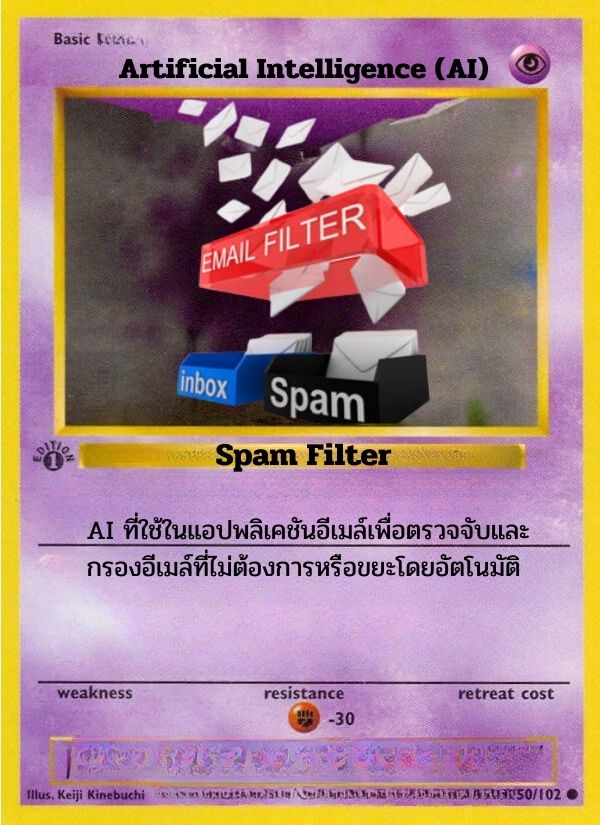 Basic
Artificial Intelligence (AI)
EMAIL FILTER
inbox
Spam
EDITION 1
Spam Filter
AI ที่ใช้ในแอปพลิเคชันอีเมล์เพื่อตรวจจับและ
กรองอีเมล์ที่ไม่ต้องการหรือขยะโดยอัตโนมัติ
weakness resistance retreat cost
-30
Illus. Keiji Kinebuchi 50/102